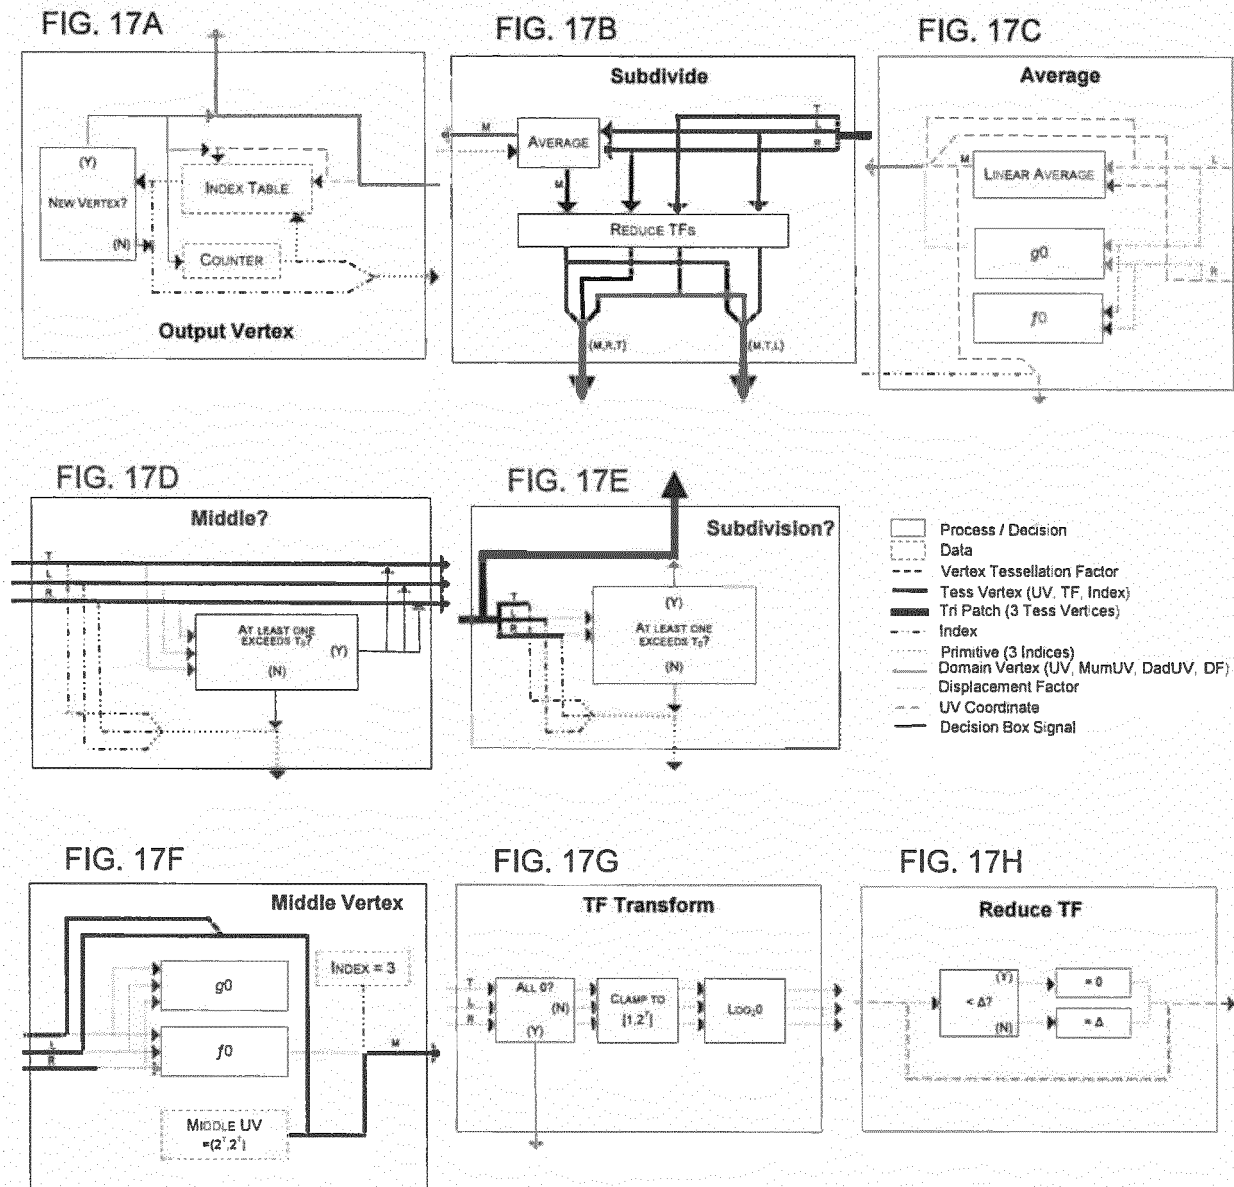 FIG. 17A
(Y)
NEW VERTEX?
(N)
INDEX TABLE
COUNTER
Output Vertex
FIG. 17B
Subdivide
M
AVERAGE
T
L
R
M
REDUCE TFS
(M,R,T)
(M,T,L)
FIG. 17C
Average
M
LINEAR AVERAGE
L
g0
R
f0
FIG. 17D
Middle?
T
L
R
AT LEAST ONE
EXCEEDS T0?
(Y)
(N)
FIG. 17E
Subdivision?
T
L
R
(Y)
AT LEAST ONE
EXCEEDS T0?
(N)
Process / Decision
Data
Vertex Tessellation Factor
Tess Vertex (UV, TF, Index)
Tri Patch (3 Tess Vertices)
Index
Primitive (3 Indices)
Domain Vertex (UV, MumUV, DadUV, DF)
Displacement Factor
UV Coordinate
Decision Box Signal
FIG. 17F
Middle Vertex
INDEX = 3
g0
L
R
f0
M
MIDDLE UV
FIG. 17G
TF Transform
T
L
R
ALL 0?
(N)
(Y)
CLAMP TO
LOG20
FIG. 17H
Reduce TF
< Δ?
(Y)
(N)
= 0
= Δ